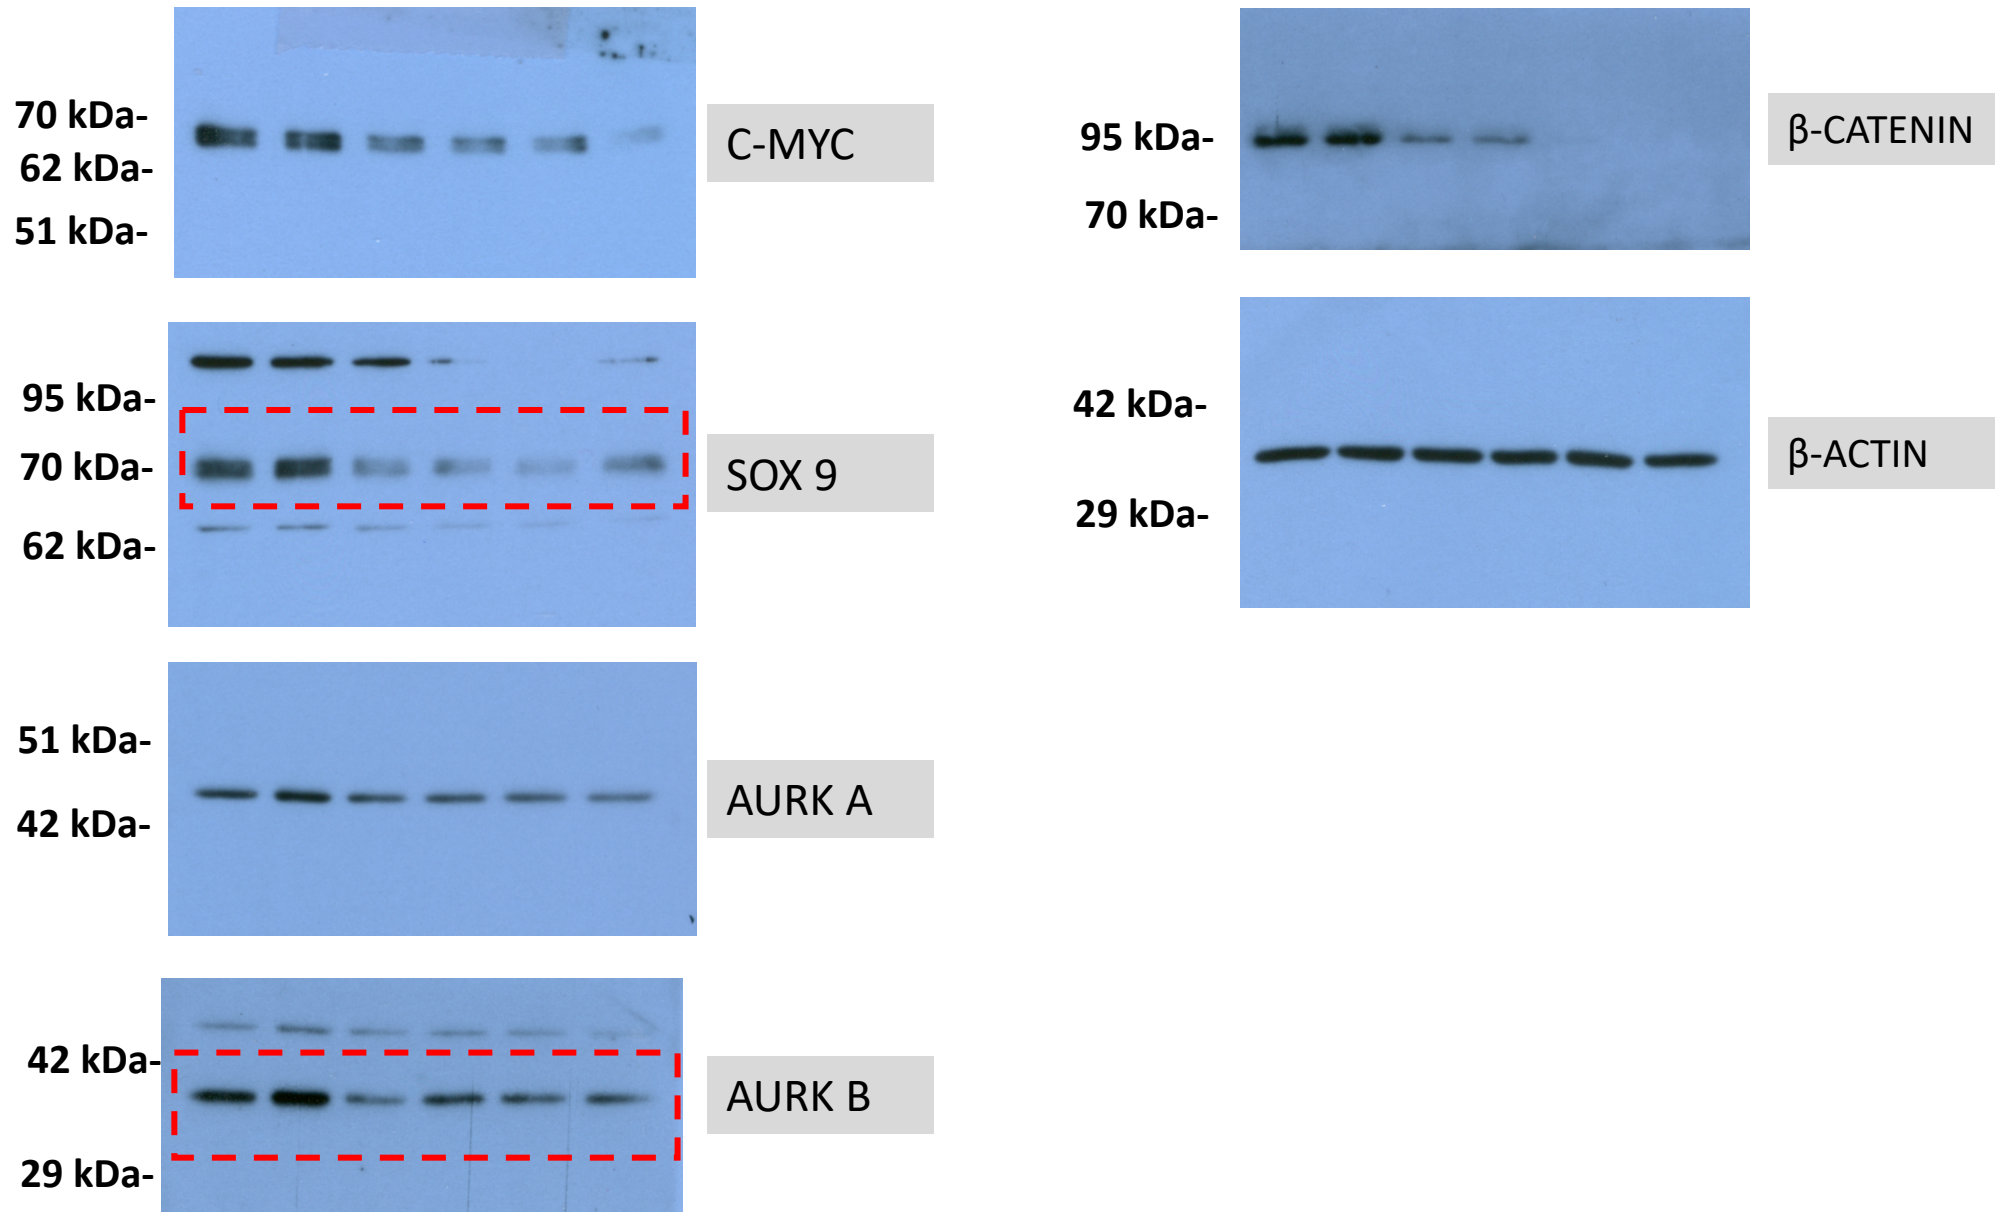 70 kDa-
62 kDa-
51 kDa-
C-MYC
95 kDa-
70 kDa-
62 kDa-
SOX 9
51 kDa-
42 kDa-
AURK A
42 kDa-
29 kDa-
AURK B
95 kDa-
70 kDa-
β-CATENIN
42 kDa-
29 kDa-
β-ACTIN